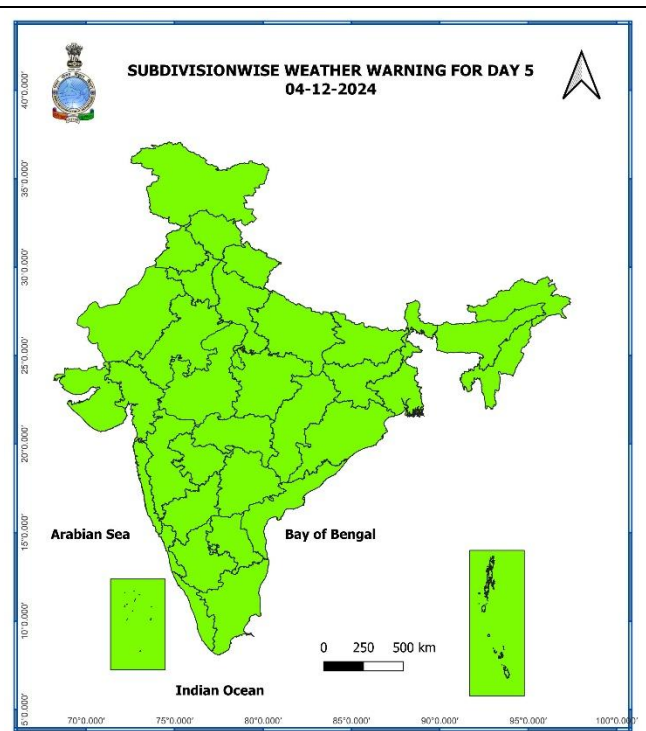 SUBDIVISIONWISE WEATHER WARNING FOR DAY 5
04-12-2024
40°0.000'
35°0.000'
30°0.000'
25°0.000'
20°0.000'
15°0.000'
10°0.000'
5°0.000'
Arabian Sea
Bay of Bengal
0 250 500 km
Indian Ocean
70°0.000' 75°0.000' 80°0.000' 85°0.000' 90°0.000' 95°0.000' 100°0.000'